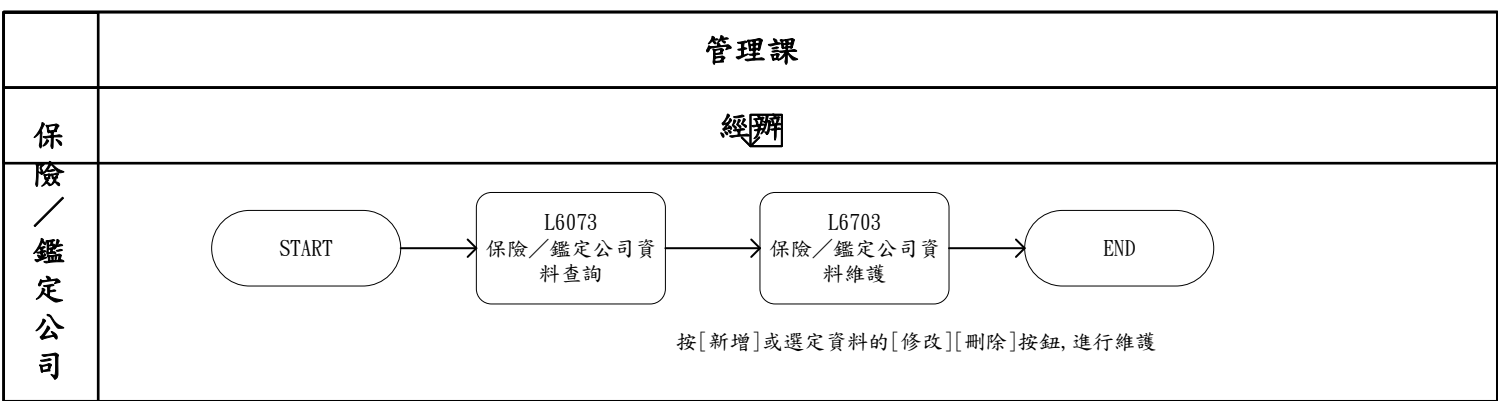 管理課
經辦
保
險
／
鑑
定
公
司
START
L6073
保險／鑑定公司資
料查詢
L6703
保險／鑑定公司資
料維護
END
按[新增]或選定資料的[修改][刪除]按鈕,進行維護